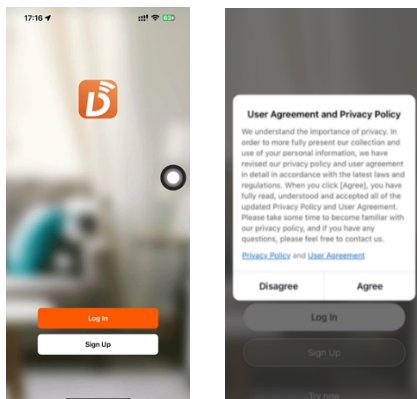 17:16
Log In
Sign Up
User Agreement and Privacy Policy
We understand the importance of privacy. In
order to more fully present our collection and
use of your personal information, we have
revised our privacy policy and user agreement
in detail in accordance with the latest laws and
regulations. When you click [Agree], you have
fully read, understood and accepted all of the
updated Privacy Policy and User Agreement.
Please take some time to become familiar with
our privacy policy, and if you have any
questions, please feel free to contact us.
Privacy Policy and User Agreement
Disagree Agree
Log In
Sign Up
Try now